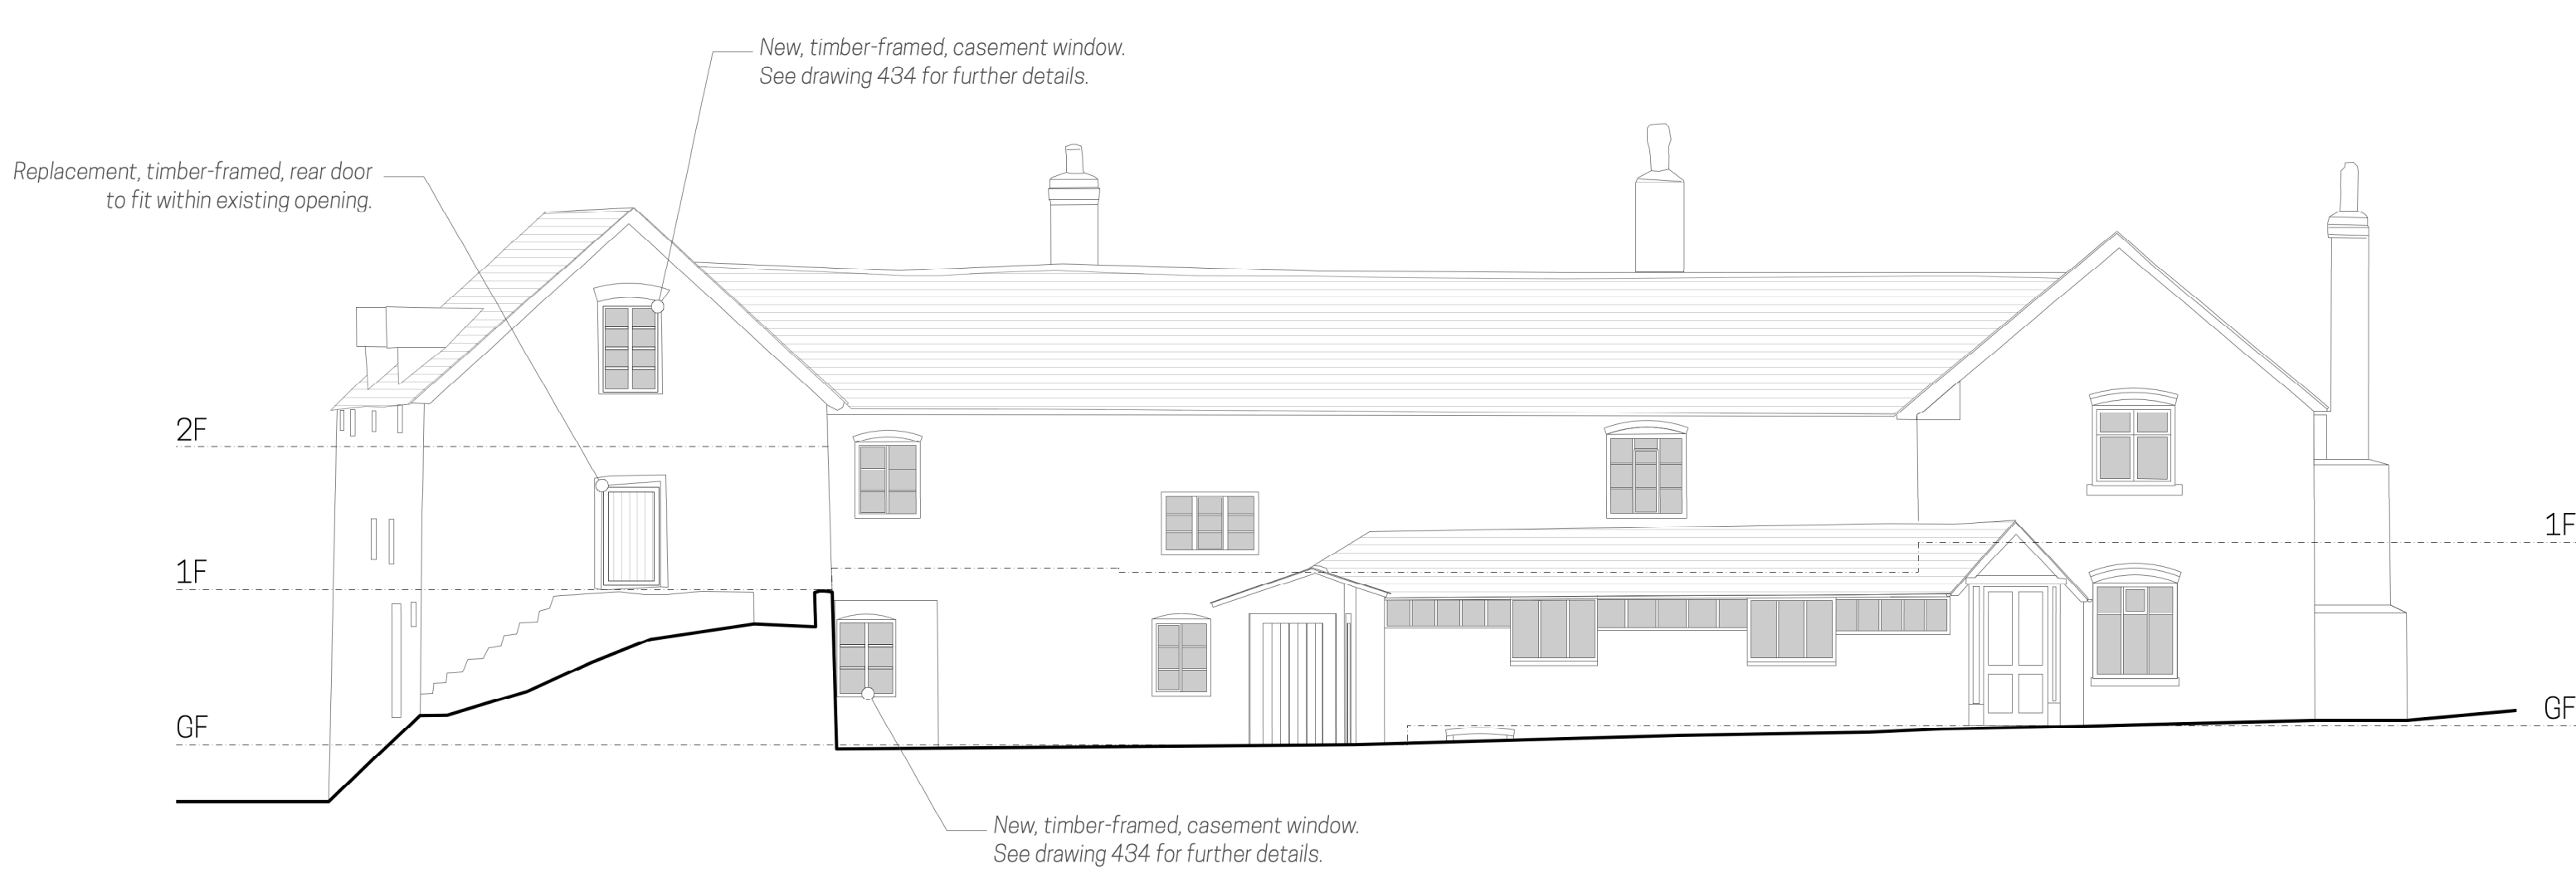 New, timber-framed, casement window.
See drawing 434 for further details.
Replacement, timber-framed, rear door
to fit within existing opening.
2F
1F
1F
GF
GF
New, timber-framed, casement window.
See drawing 434 for further details.